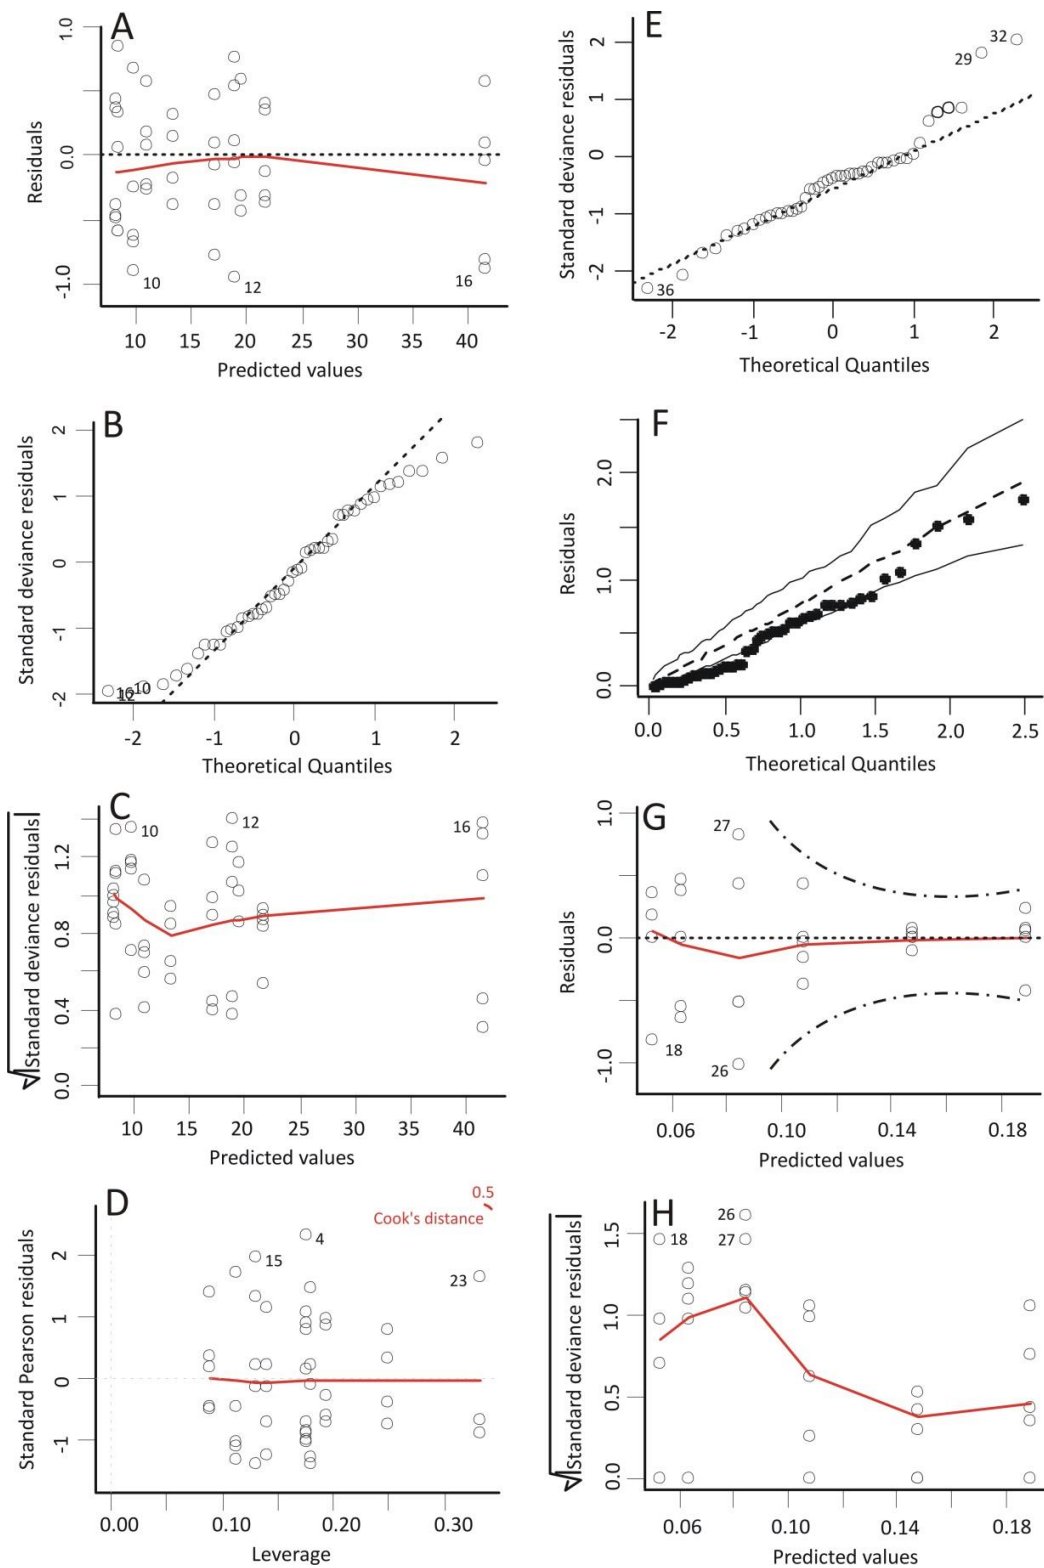 A
1.0
0.0
-1.0
Residuals
10
12
16
10 15 20 25 30 35 40
Predicted values
B
2
1
0
-1
-2
Standard deviance residuals
16
12
10
-2 -1 0 1 2
Theoretical Quantiles
C
1.2
0.8
0.4
0.0
√|Standard deviance residuals|
10
12
16
10 15 20 25 30 35 40
Predicted values
D
2
1
0
-1
Standard Pearson residuals
0.5
Cook's distance
15
4
23
0.00 0.10 0.20 0.30
Leverage
E
2
1
0
-1
-2
Standard deviance residuals
32
29
36
-2 -1 0 1 2
Theoretical Quantiles
F
2.0
1.0
0.0
Residuals
0.0 0.5 1.0 1.5 2.0 2.5
Theoretical Quantiles
G
1.0
0.0
-1.0
Residuals
27
18
26
0.06 0.10 0.14 0.18
Predicted values
H
1.5
1.0
0.5
0.0
√|Standard deviance residuals|
18
26
27
0.06 0.10 0.14 0.18
Predicted values